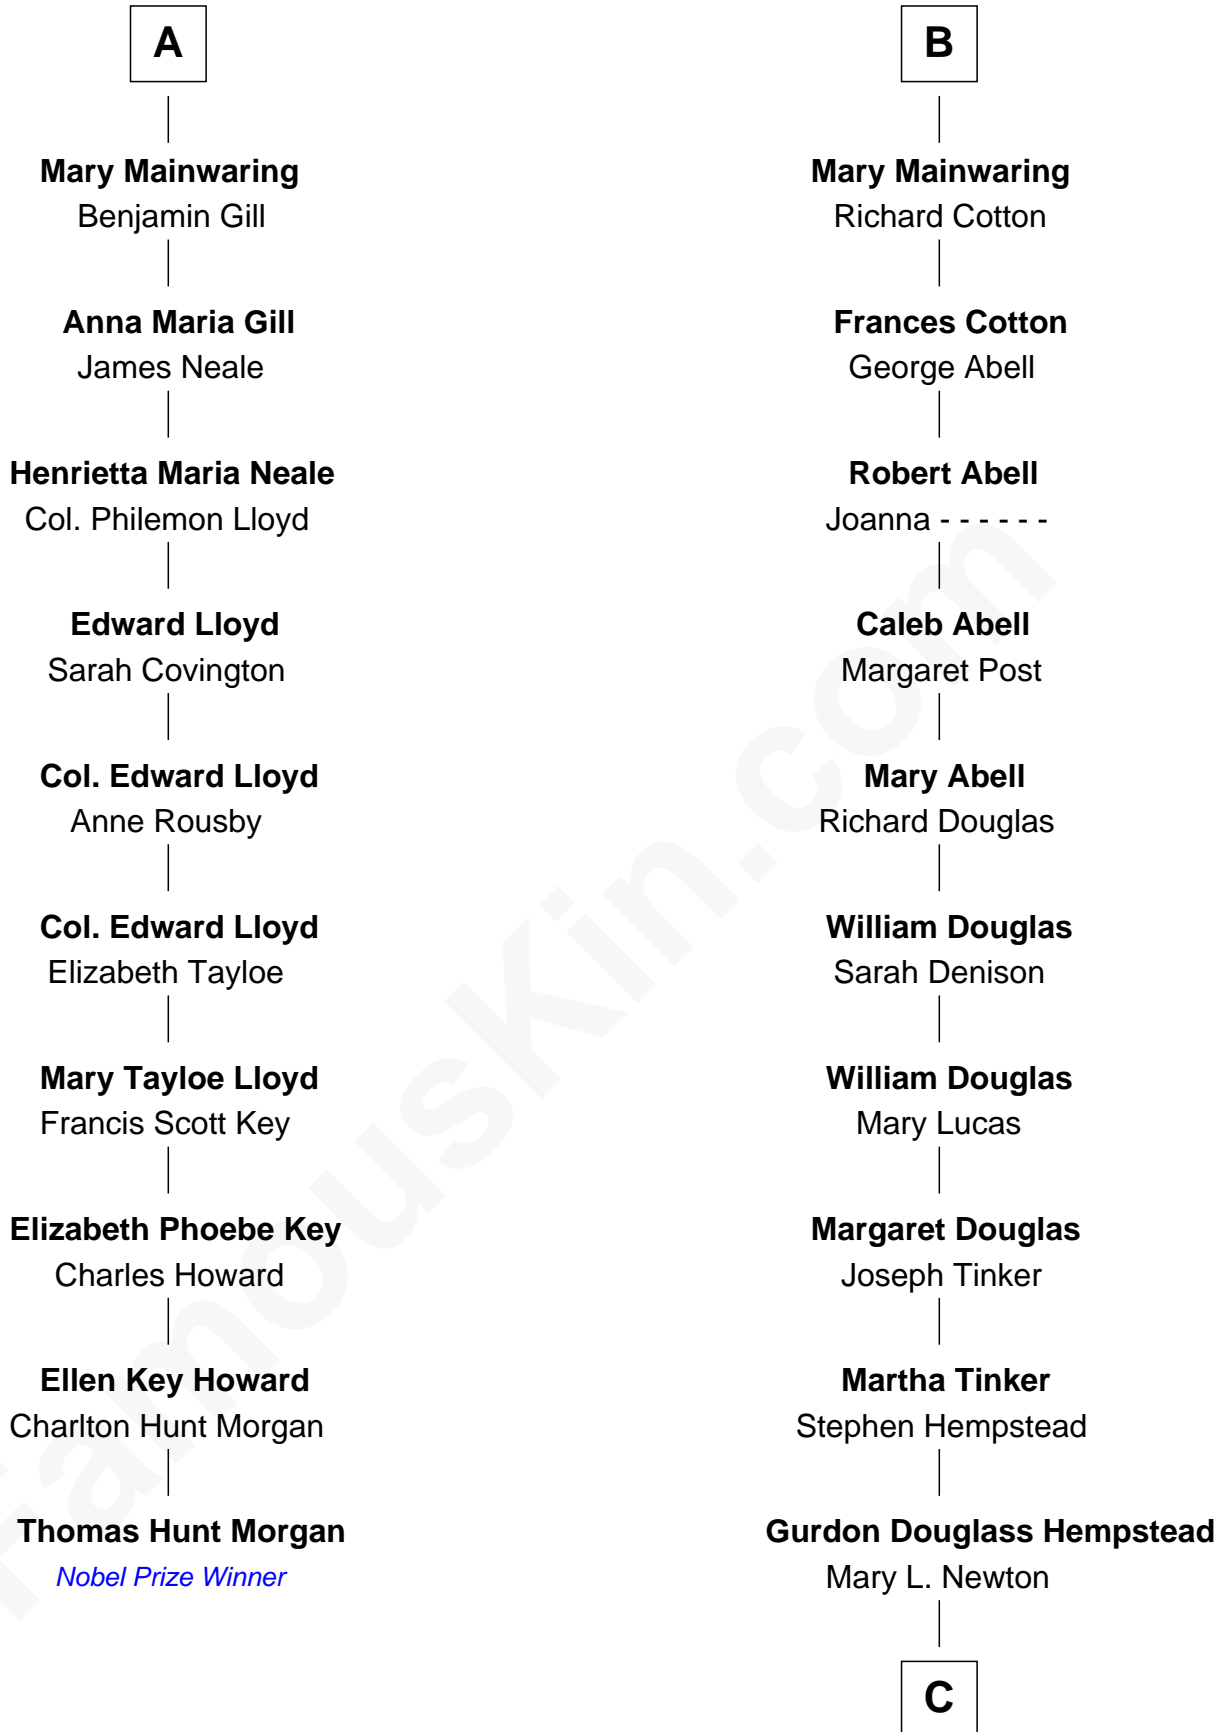 A
Mary Mainwaring
Benjamin Gill
Anna Maria Gill
James Neale
Henrietta Maria Neale
Col. Philemon Lloyd
Edward Lloyd
Sarah Covington
Col. Edward Lloyd
Anne Rousby
Col. Edward Lloyd
Elizabeth Tayloe
Mary Tayloe Lloyd
Francis Scott Key
Elizabeth Phoebe Key
Charles Howard
Ellen Key Howard
Charlton Hunt Morgan
Thomas Hunt Morgan
Nobel Prize Winner
B
Mary Mainwaring
Richard Cotton
Frances Cotton
George Abell
Robert Abell
Joanna - - - - - -
Caleb Abell
Margaret Post
Mary Abell
Richard Douglas
William Douglas
Sarah Denison
William Douglas
Mary Lucas
Margaret Douglas
Joseph Tinker
Martha Tinker
Stephen Hempstead
Gurdon Douglass Hempstead
Mary L. Newton
C
FamousKin.com